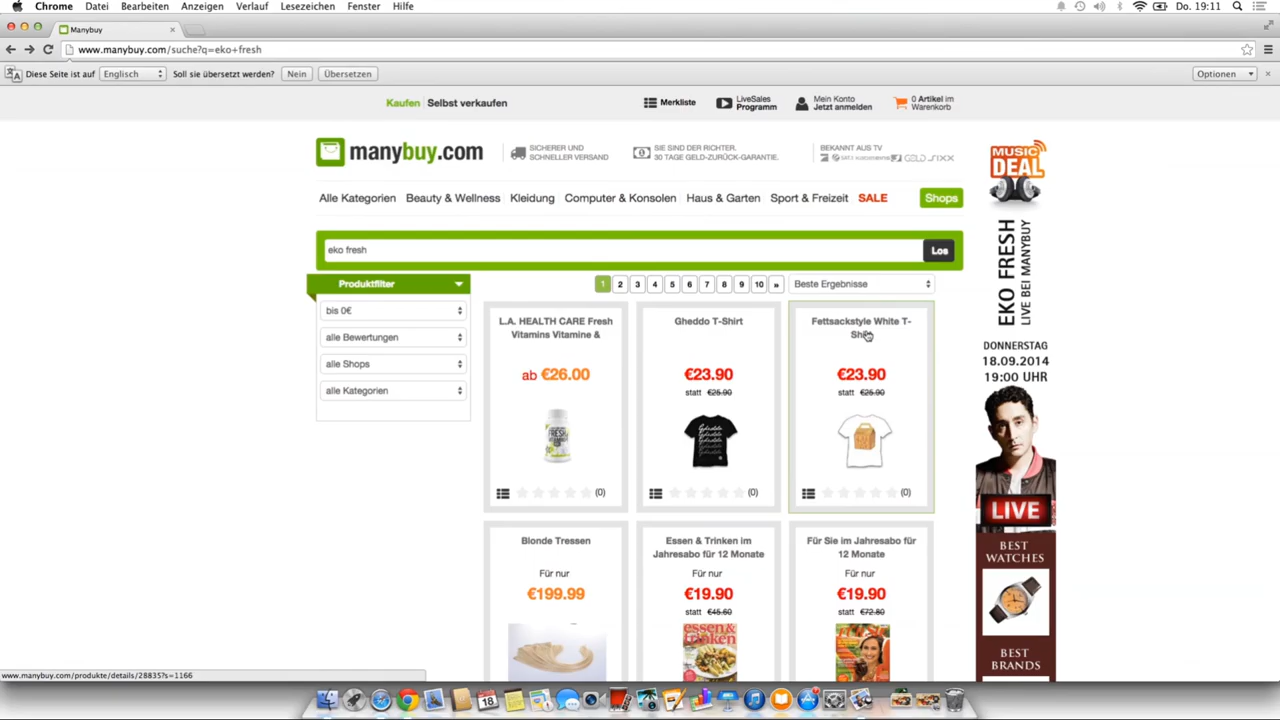 Chrome Datei Bearbeiten Anzeigen Verlauf Lesezeichen Fenster Hilfe Do. 19:11
Manybuy
www.manybuy.com/suche?q=eko+fresh
Diese Seite ist auf Englisch Soll sie übersetzt werden? Nein Übersetzen Optionen
Kaufen Selbst verkaufen Merkliste
LiveSales
Programm
Mein Konto
Jetzt anmelden
0 Artikel im
Warenkorb
manybuy.com
SICHERER UND
SCHNELLER VERSAND
SIE SIND DER RICHTER.
30 TAGE GELD-ZURÜCK-GARANTIE.
BEKANNT AUS TV
SIXX
Alle Kategorien Beauty & Wellness Kleidung Computer & Konsolen Haus & Garten Sport & Freizeit SALE Shops
eko fresh Los
Produktfilter
bis 0€
alle Bewertungen
alle Shops
alle Kategorien
1 2 3 4 5 6 7 8 9 10 » Beste Ergebnisse
L.A. HEALTH CARE Fresh
Vitamins Vitamine &
ab €26.00
(0)
Gheddo T-Shirt
€23.90
statt €25.90
(0)
Fettsackstyle White T-
€23.90
statt €25.90
(0)
Blonde Tressen
Für nur
€199.99
Essen & Trinken im
Jahresabo für 12 Monate
Für nur
€19.90
statt €45.60
essen &
trinken
Für Sie im Jahresabo für
12 Monate
Für nur
€19.90
statt €72.80
MUSIC
DEAL
EKO FRESH
LIVE BEI MANYBUY
DONNERSTAG
18.09.2014
19:00 UHR
LIVE
BEST
WATCHES
BEST
BRANDS
www.manybuy.com/produkte/details/28835?s=1166
18